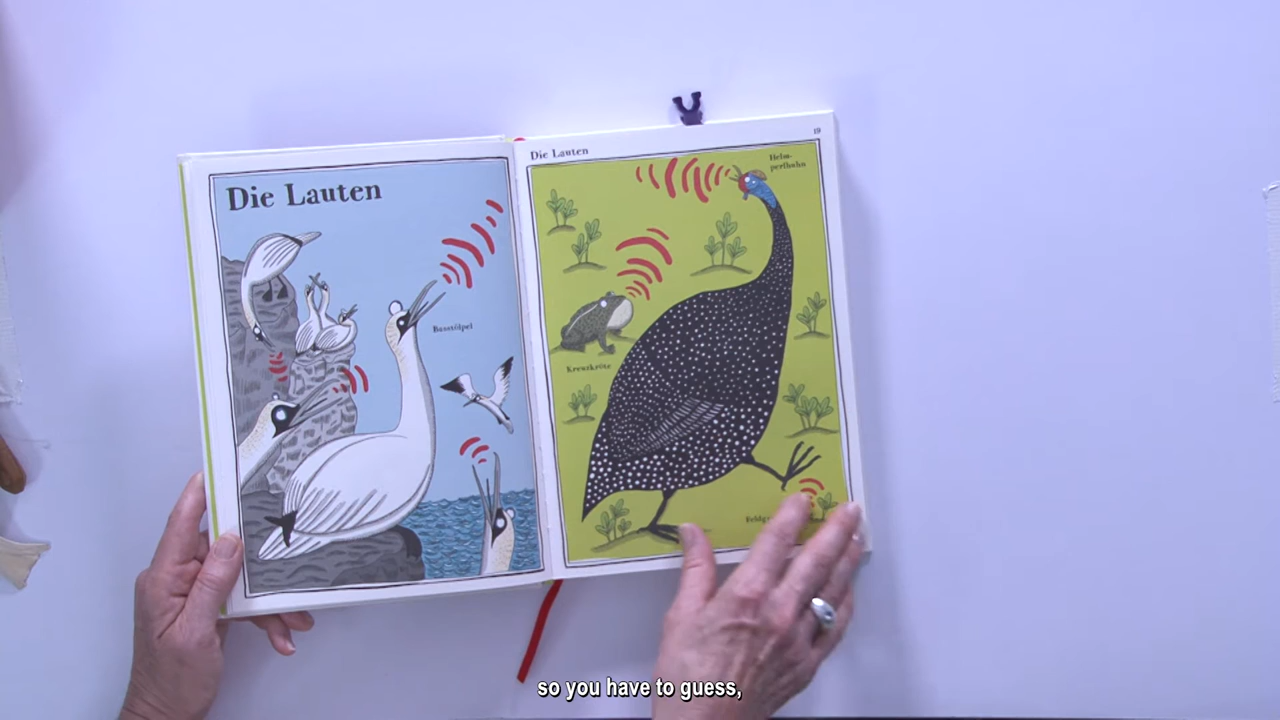 Die Lauten
Basstölpel
Die Lauten
19
Helm-
perlhuhn
Kreuzkröte
so you have to guess,